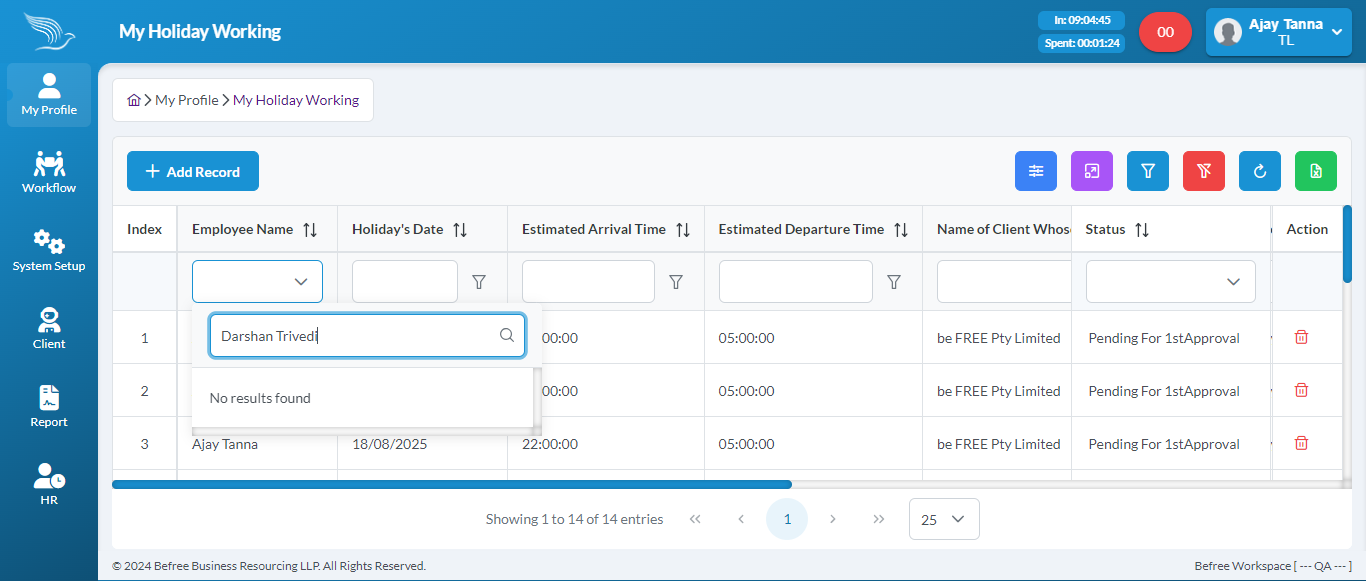 My Holiday Working
In: 09:04:45
Spent: 00:01:24
00
Ajay Tanna
TL
My Profile
Workflow
System Setup
Client
Report
HR
My Profile My Holiday Working
Add Record
Index Employee Name Holiday's Date Estimated Arrival Time Estimated Departure Time Name of Client Whose Status Action
Darshan Trivedi
No results found
1 :00:00 05:00:00 be FREE Pty Limited Pending For 1stApproval
2 :00:00 05:00:00 be FREE Pty Limited Pending For 1stApproval
3 Ajay Tanna 18/08/2025 22:00:00 05:00:00 be FREE Pty Limited Pending For 1stApproval
Showing 1 to 14 of 14 entries « ‹ 1 › » 25
© 2024 Befree Business Resourcing LLP. All Rights Reserved.
Befree Workspace [ --- QA --- ]